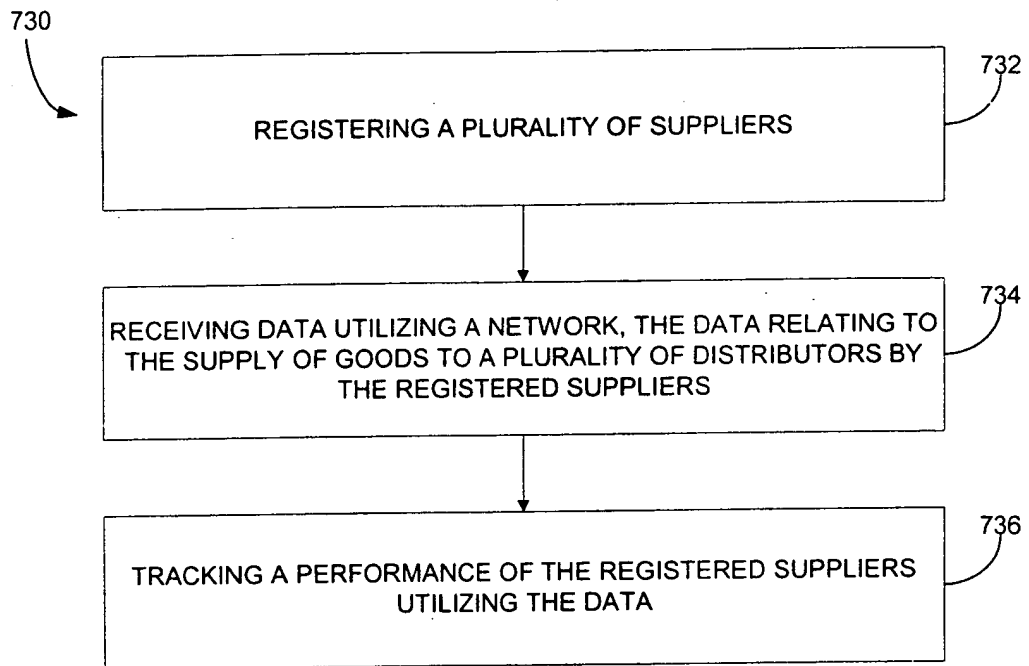 730
732
REGISTERING A PLURALITY OF SUPPLIERS
734
RECEIVING DATA UTILIZING A NETWORK, THE DATA RELATING TO
THE SUPPLY OF GOODS TO A PLURALITY OF DISTRIBUTORS BY
THE REGISTERED SUPPLIERS
736
TRACKING A PERFORMANCE OF THE REGISTERED SUPPLIERS
UTILIZING THE DATA